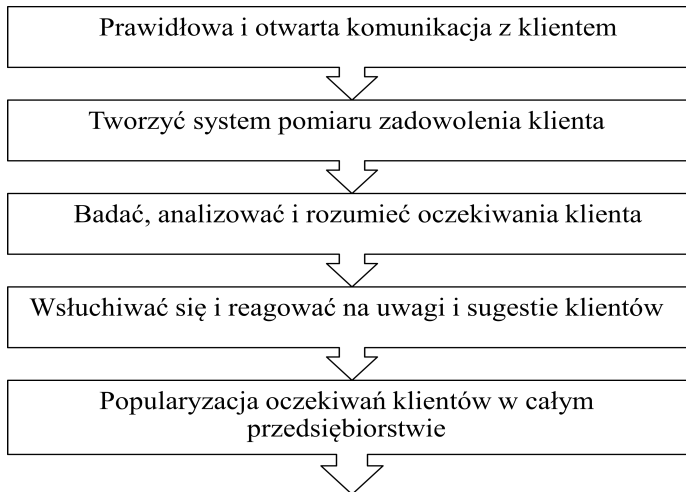 Prawidłowa i otwarta komunikacja z klientem
Tworzyć system pomiaru zadowolenia klienta
Badać, analizować i rozumieć oczekiwania klienta
Wsłuchiwać się i reagować na uwagi i sugestie klientów
Popularyzacja oczekiwań klientów w całym
przedsiębiorstwie